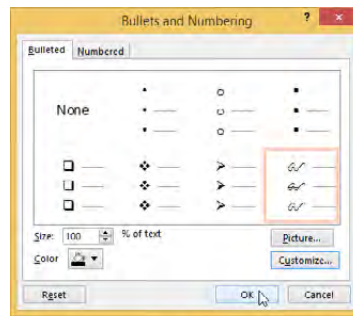 Bullets and Numbering ? ×
Bulleted Numbered
None
Size: 100 % of text Picture...
Color Customize...
Reset OK Cancel